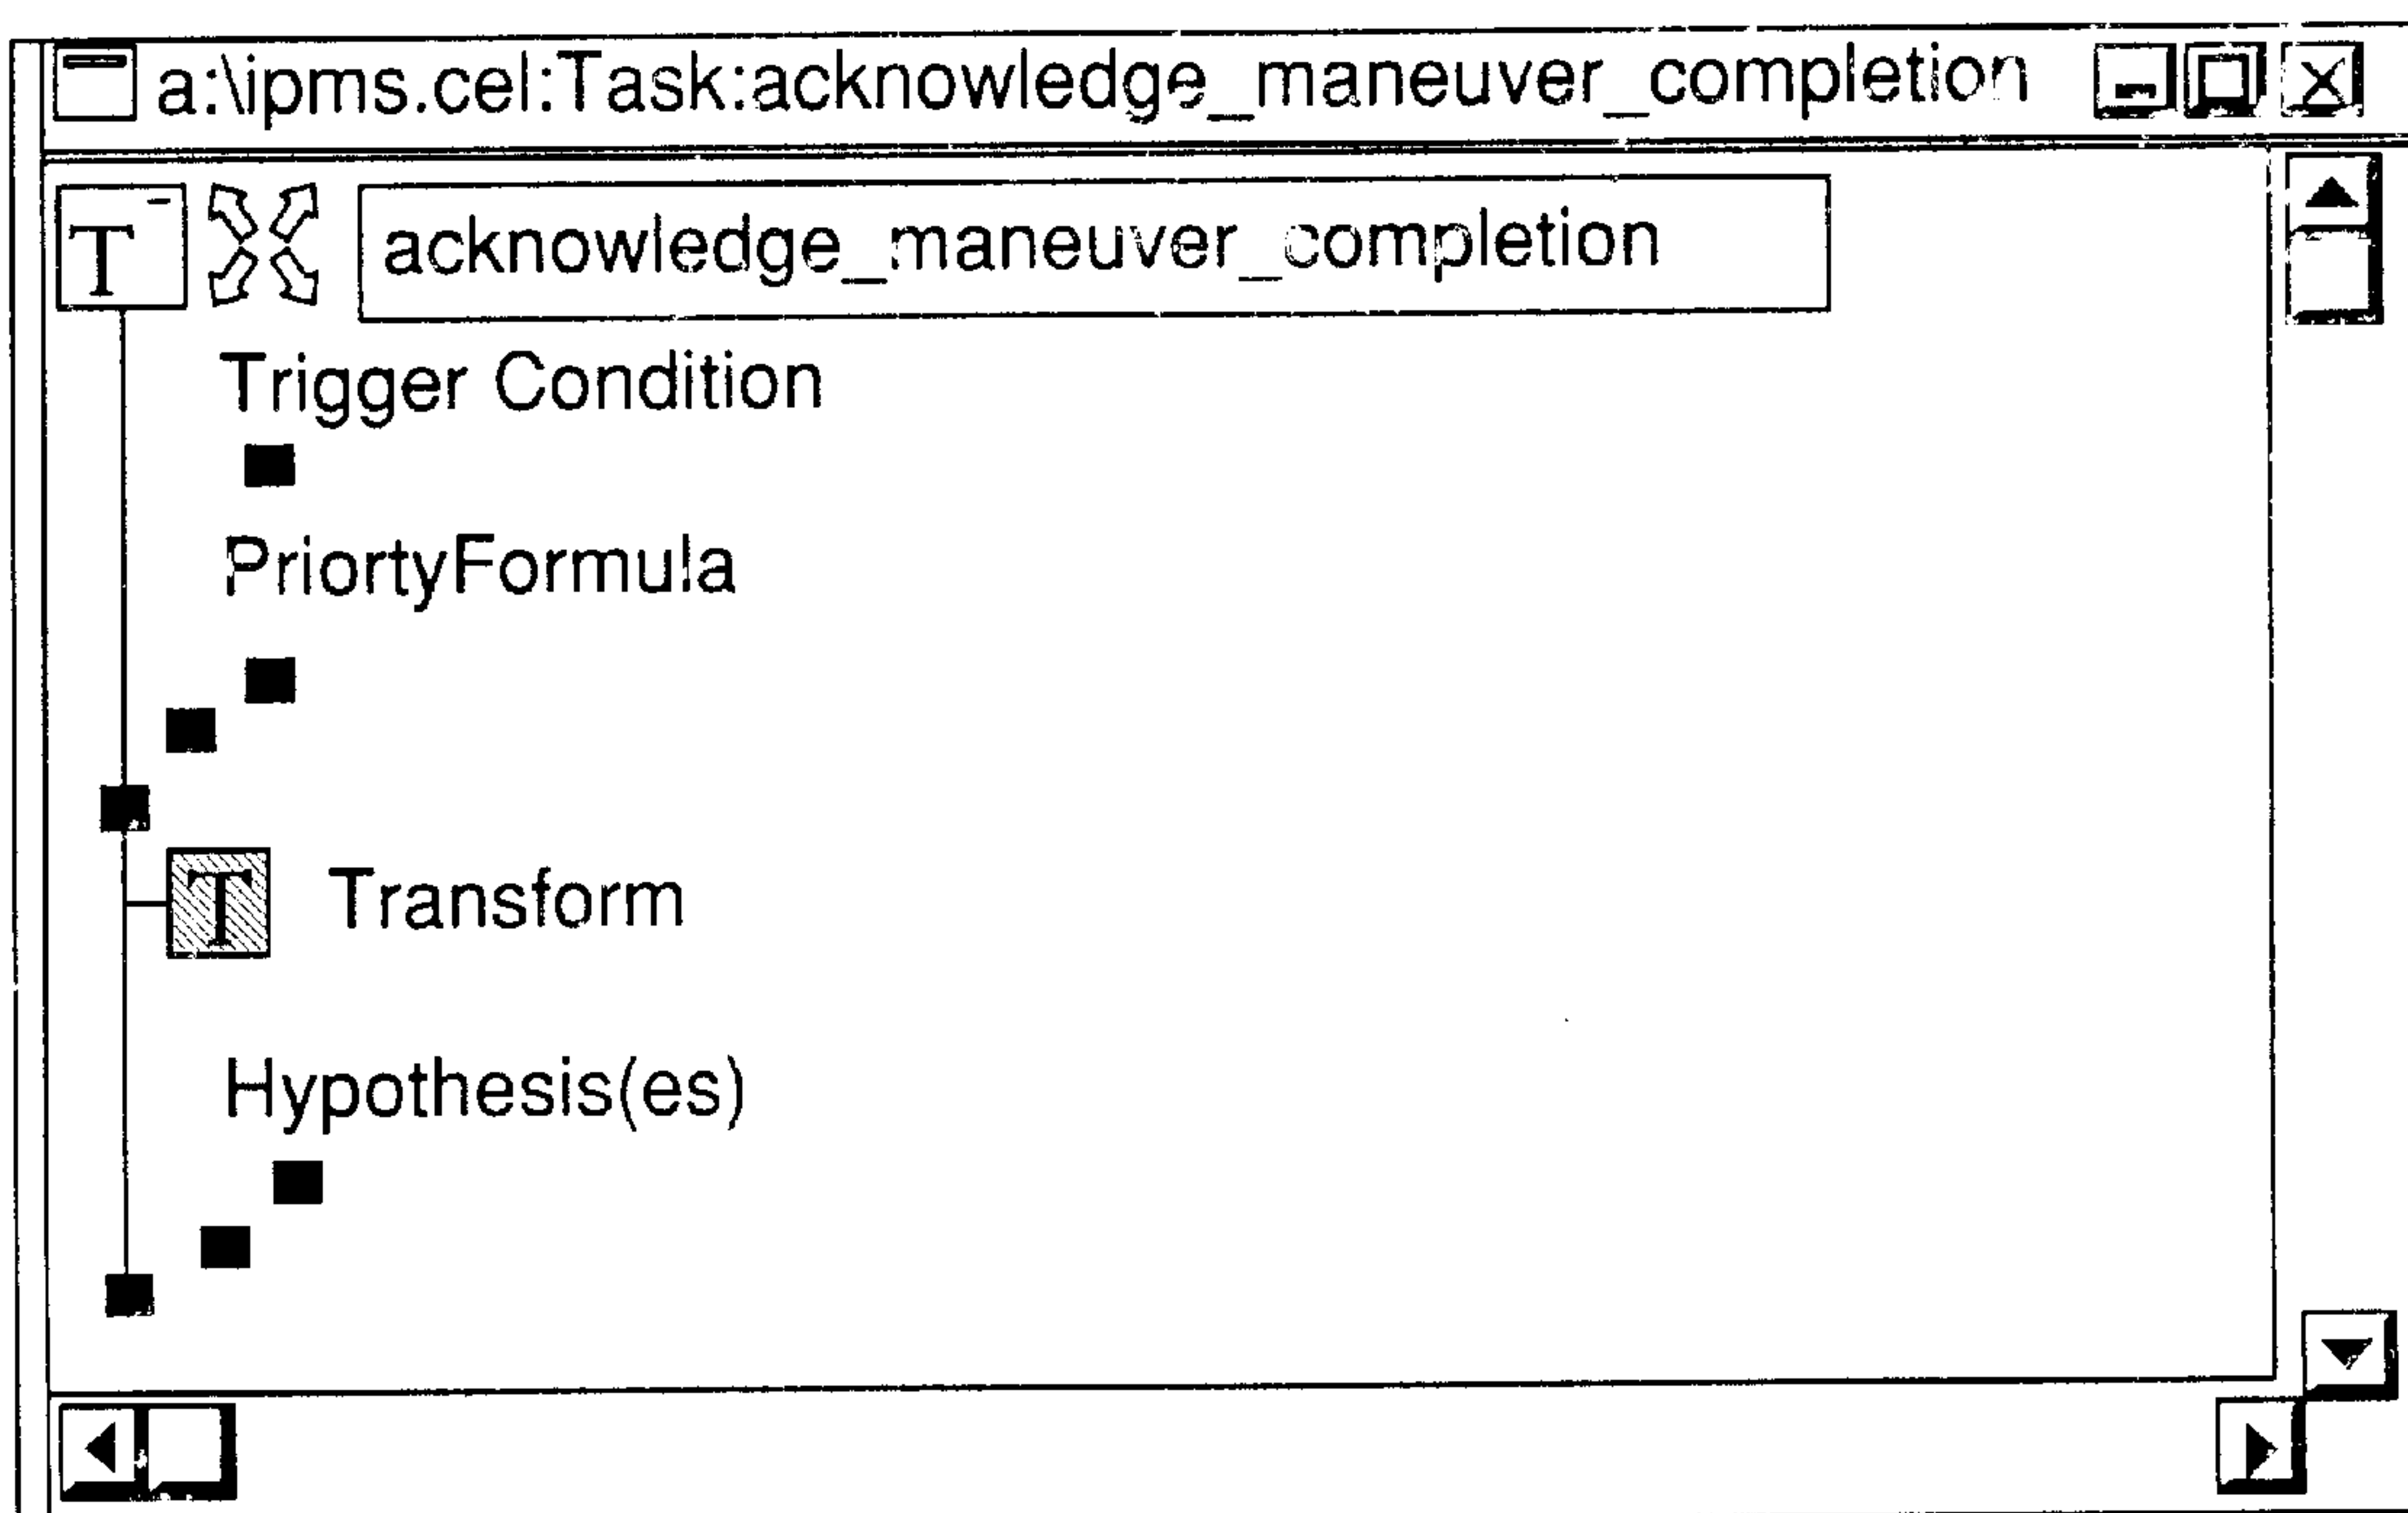 a:\ipms.cel:Task:acknowledge_maneuver_completion
T acknowledge_maneuver_completion
Trigger Condition
PriortyFormula
T Transform
Hypothesis(es)